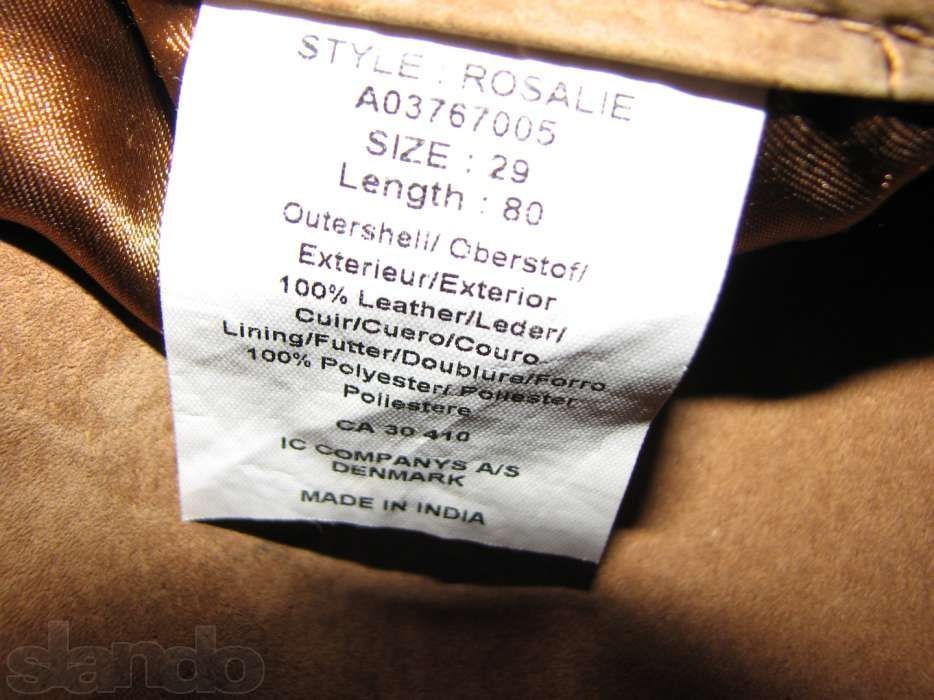 STYLE : ROSALIE
A03767005
SIZE : 29
Length : 80
Outershell/ Oberstof/
Exterieur/Exterior
100% Leather/Leder/
Cuir/Cuero/Couro
Lining/Futter/Doublure/Forro
100% Polyester/ Poliester
Poliestere
CA 30 410
IC COMPANYS A/S
DENMARK
MADE IN INDIA
slando